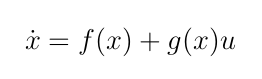 ẋ = f(x) + g(x)u